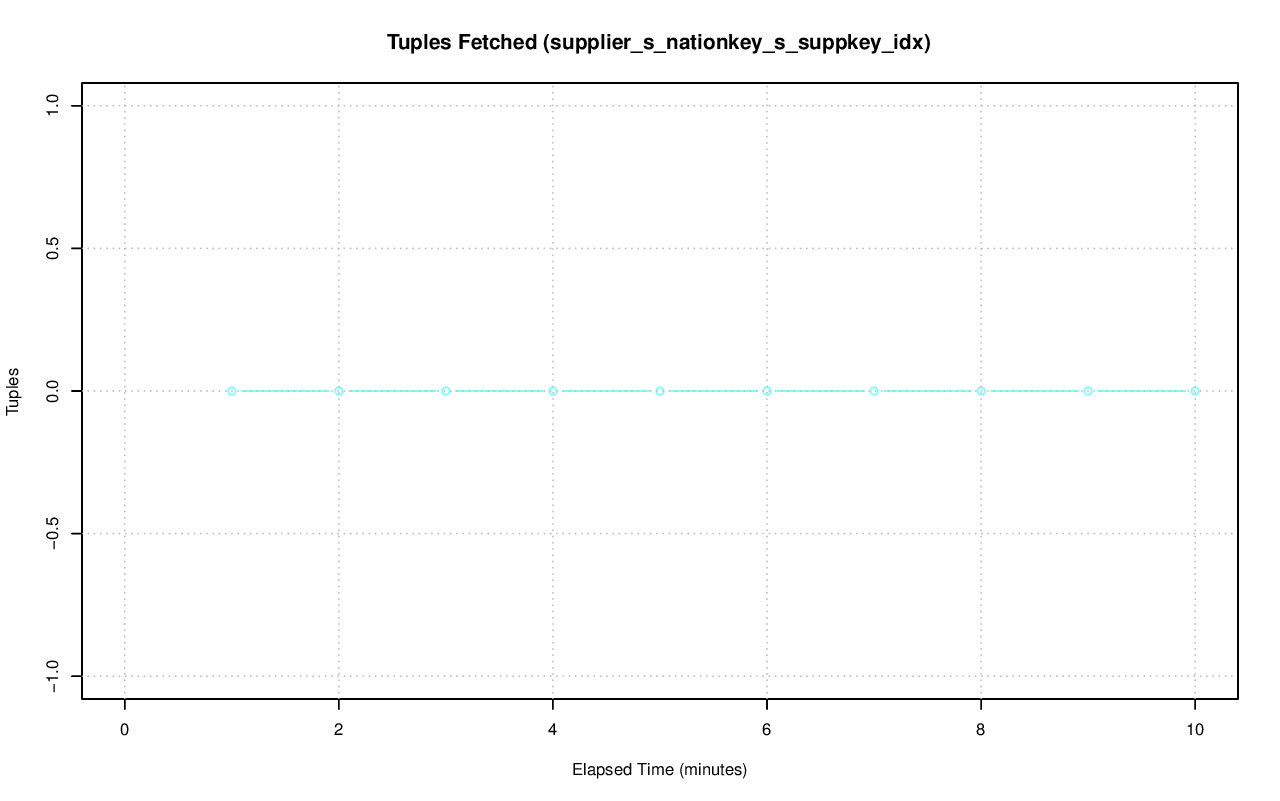 Tuples Fetched (supplier_s_nationkey_s_suppkey_idx)
1.0
0.5
0.0
−0.5
−1.0
Tuples
0 2 4 6 8 10
Elapsed Time (minutes)